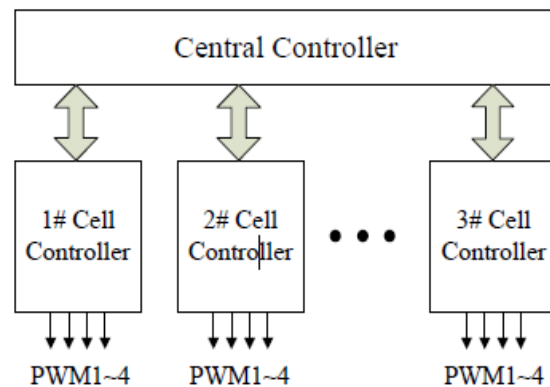 Central Controller
1# Cell
Controller
2# Cell
Controller
3# Cell
Controller
PWM1~4
PWM1~4
PWM1~4